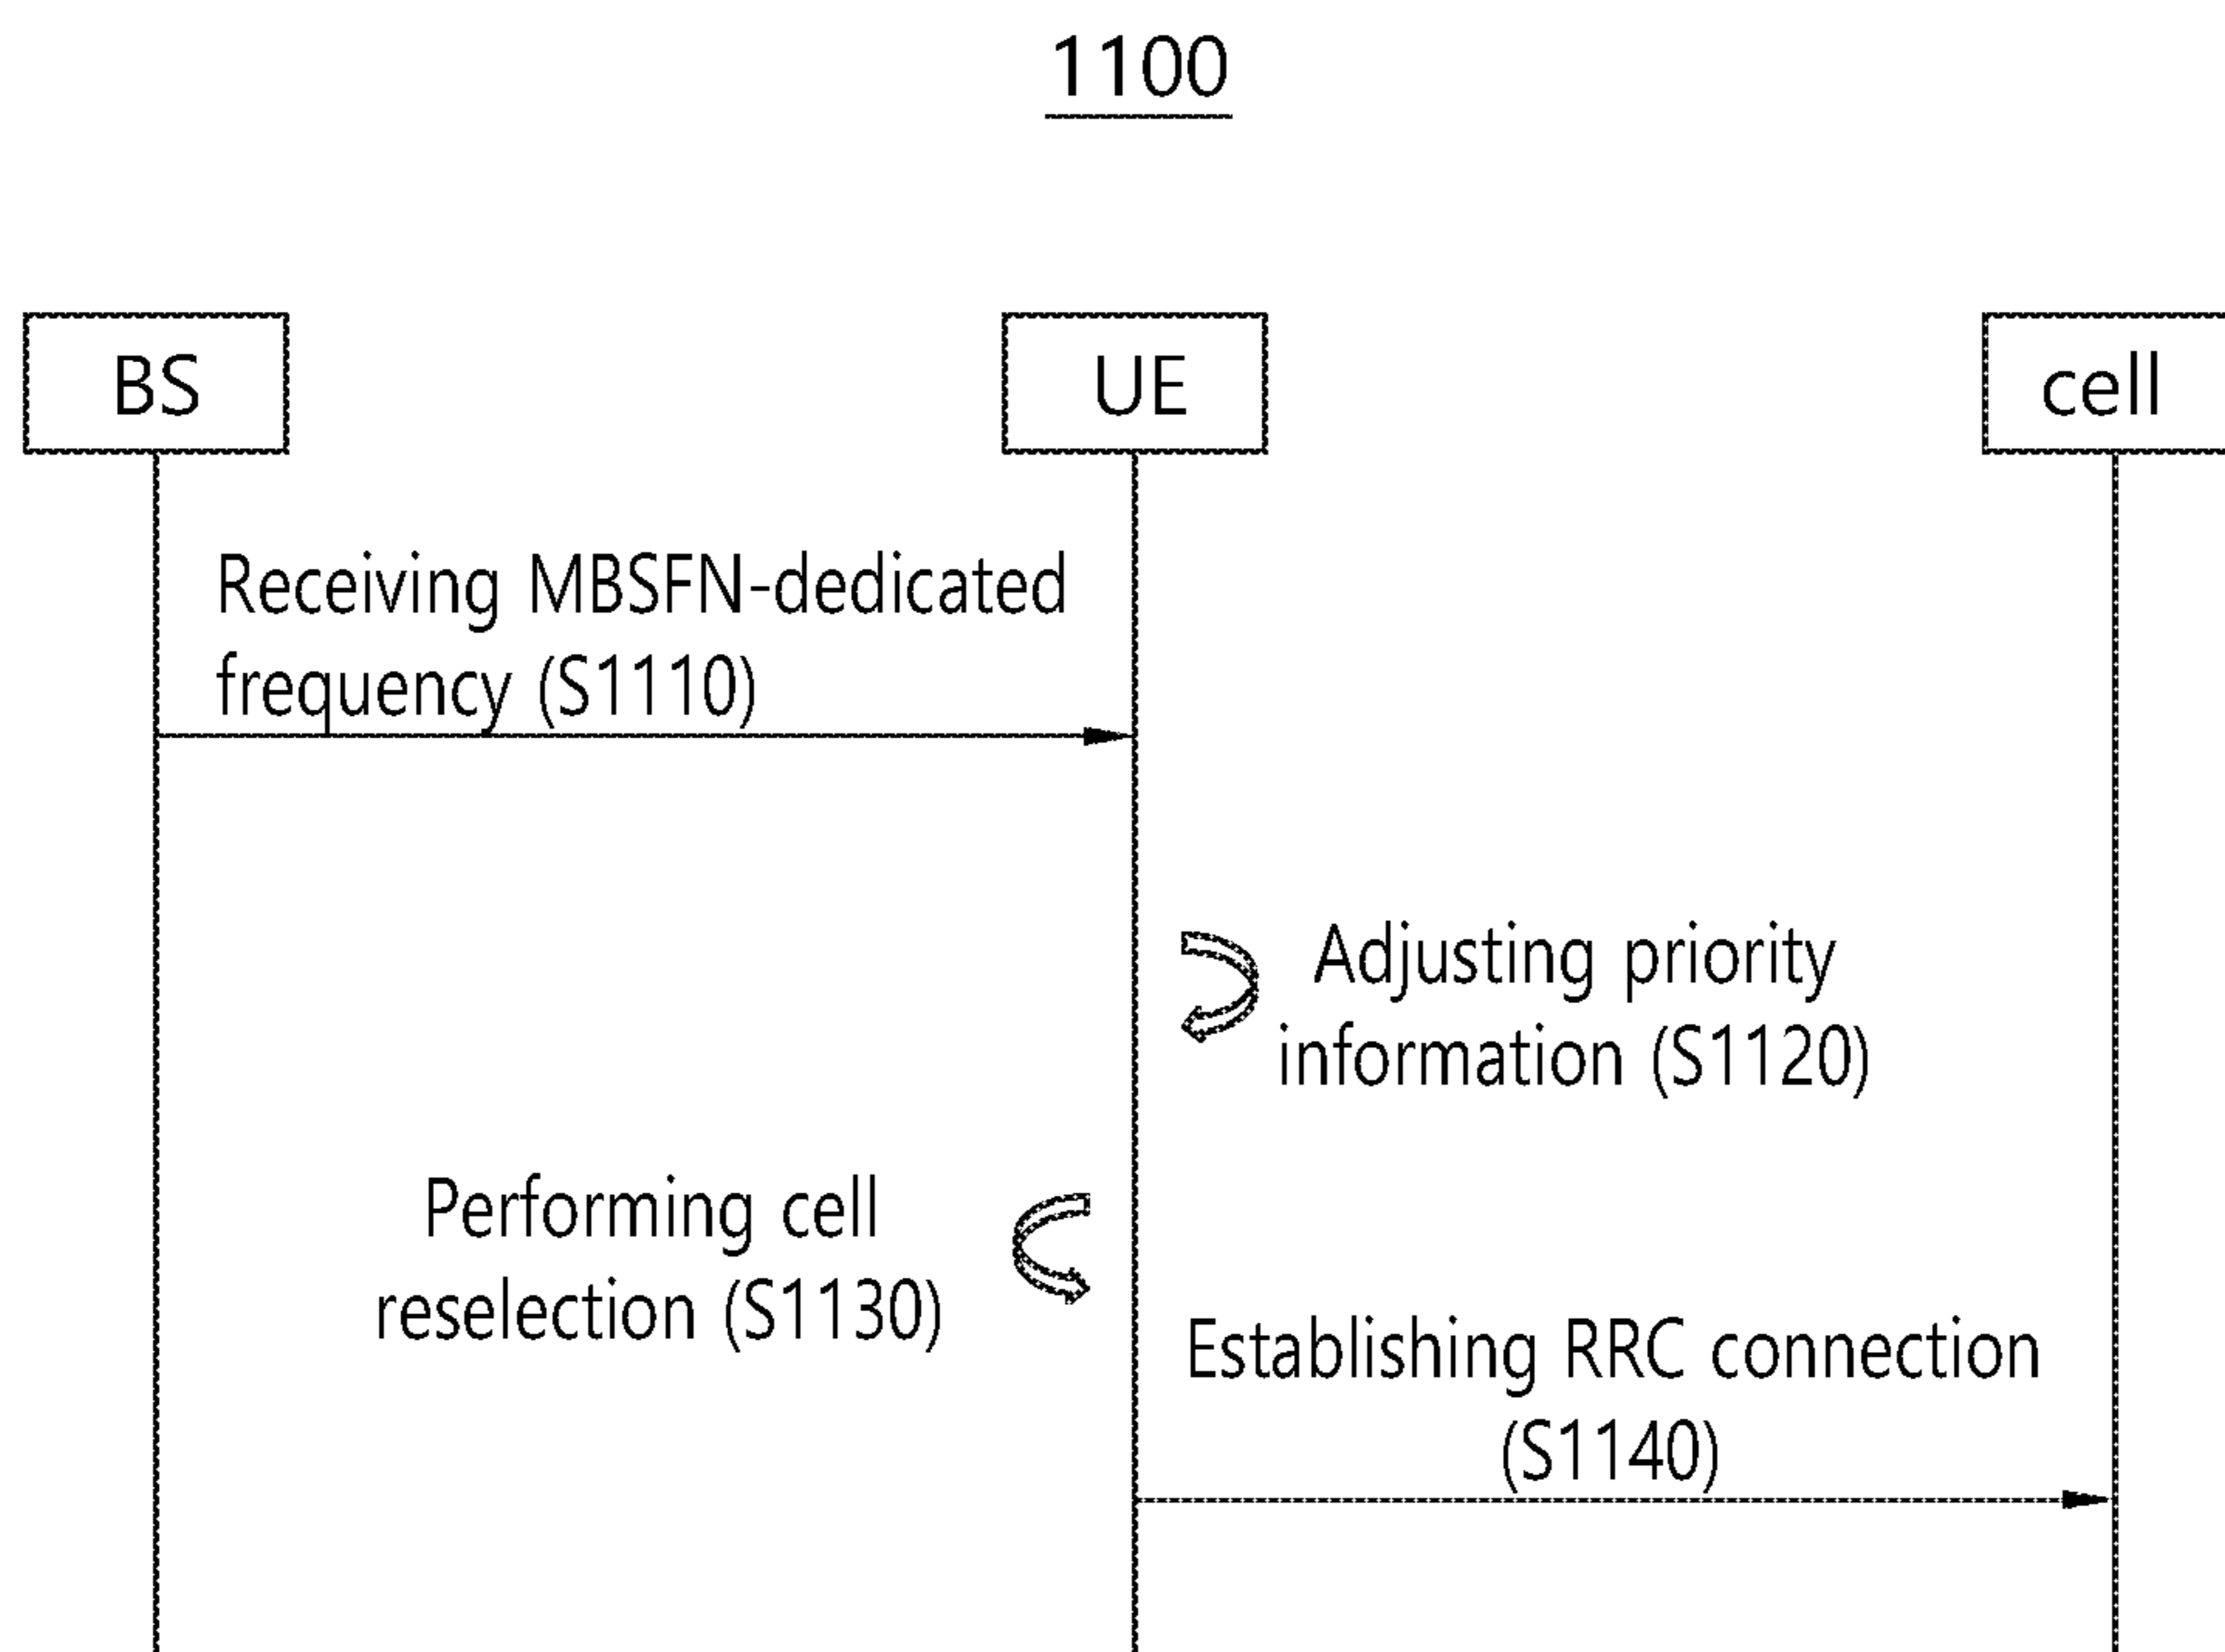 1100
BS
UE
cell
Receiving MBSFN-dedicated
frequency (S1110)
Adjusting priority
information (S1120)
Performing cell
reselection (S1130)
Establishing RRC connection
(S1140)